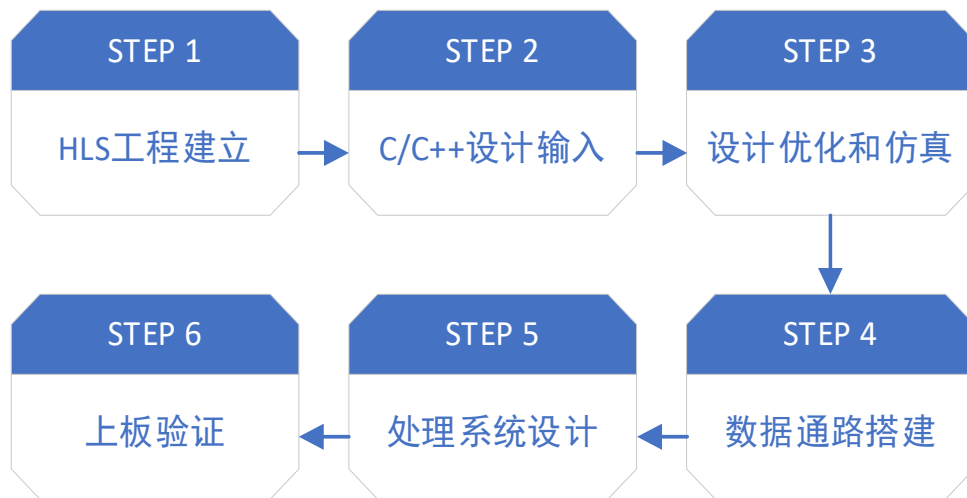 STEP 1
HLS工程建立
STEP 2
C/C++设计输入
STEP 3
设计优化和仿真
STEP 4
数据通路搭建
STEP 5
处理系统设计
STEP 6
上板验证